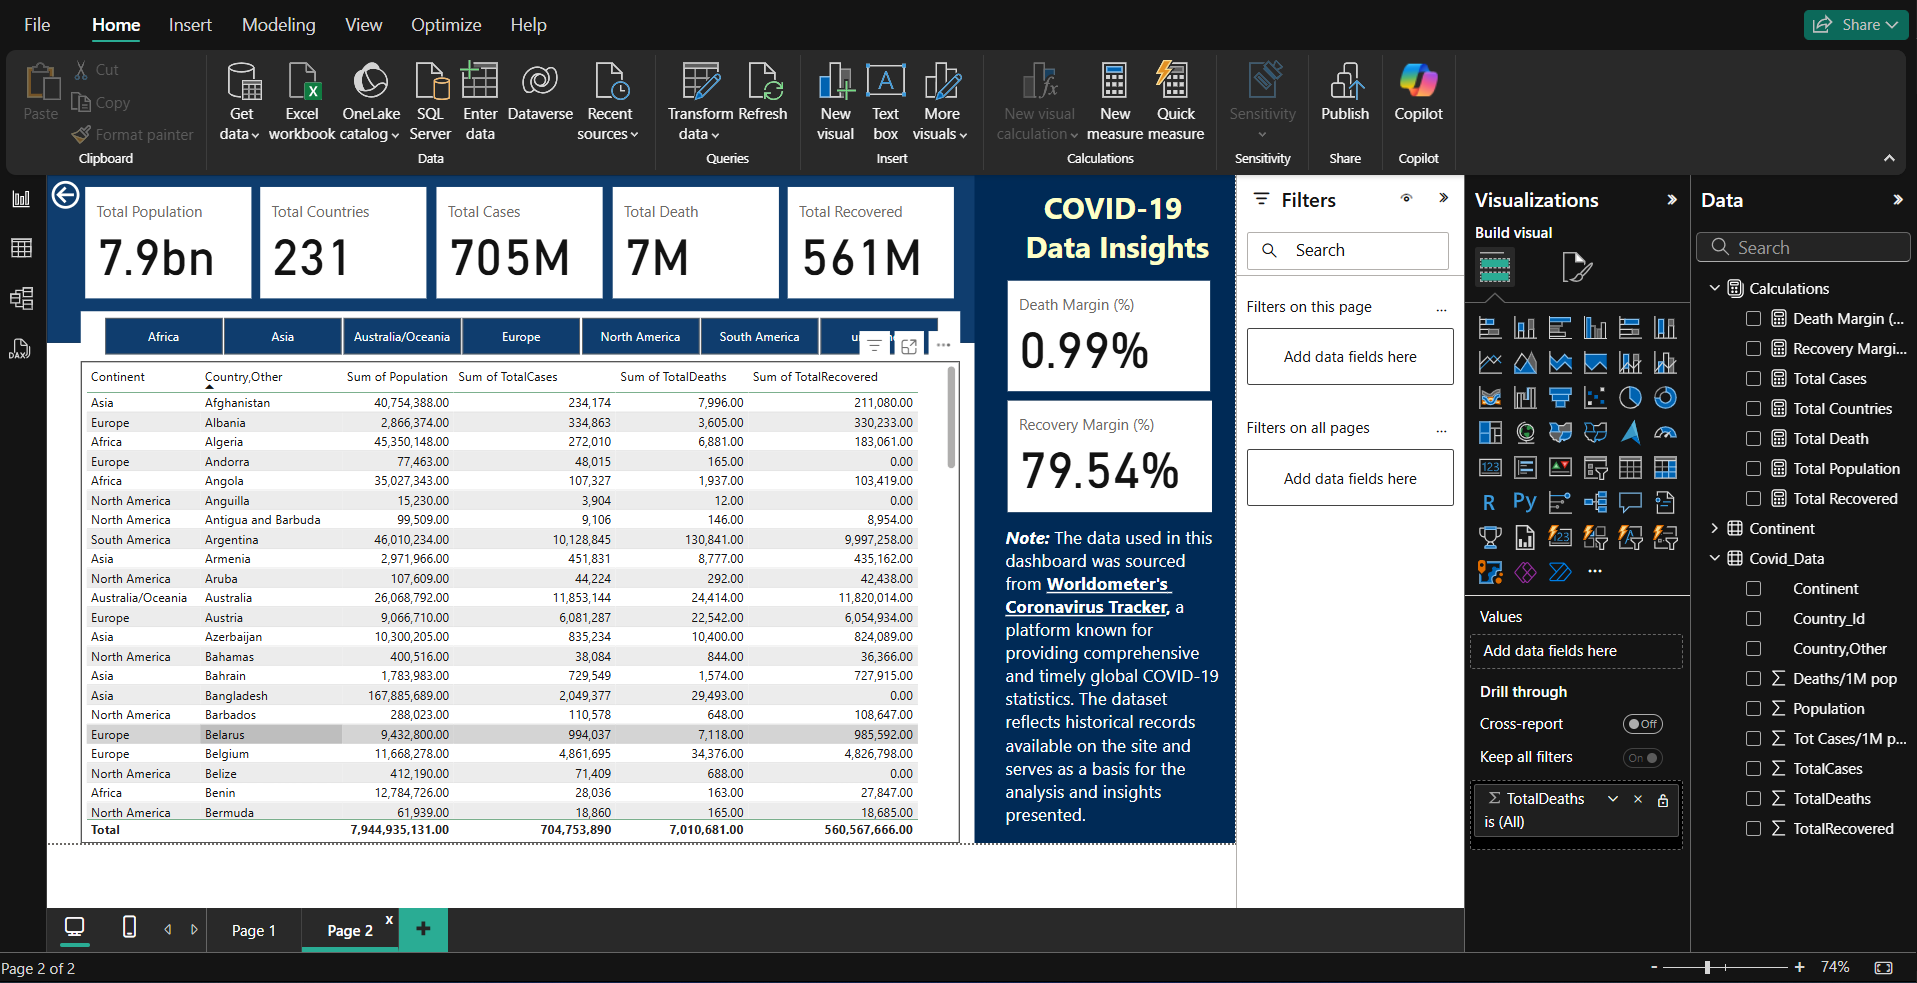 File Home Insert Modeling View Optimize Help Share
Paste
Cut
Copy
Format painter
Clipboard
Get data
Excel workbook
OneLake catalog
SQL Server
Enter data
Dataverse
Recent sources
Data
Transform data
Refresh
Queries
New visual
Text box
More visuals
Insert
New visual calculation
New measure
Quick measure
Calculations
Sensitivity
Sensitivity
Publish
Share
Copilot
Copilot
Total Population
7.9bn
Total Countries
231
Total Cases
705M
Total Death
7M
Total Recovered
561M
Africa Asia Australia/Oceania Europe North America South America
Continent Country,Other Sum of Population Sum of TotalCases Sum of TotalDeaths Sum of TotalRecovered
Asia Afghanistan 40,754,388.00 234,174 7,996.00 211,080.00
Europe Albania 2,866,374.00 334,863 3,605.00 330,233.00
Africa Algeria 45,350,148.00 272,010 6,881.00 183,061.00
Europe Andorra 77,463.00 48,015 165.00 0.00
Africa Angola 35,027,343.00 107,327 1,937.00 103,419.00
North America Anguilla 15,230.00 3,904 12.00 0.00
North America Antigua and Barbuda 99,509.00 9,106 146.00 8,954.00
South America Argentina 46,010,234.00 10,128,845 130,841.00 9,997,258.00
Asia Armenia 2,971,966.00 451,831 8,777.00 435,162.00
North America Aruba 107,609.00 44,224 292.00 42,438.00
Australia/Oceania Australia 26,068,792.00 11,853,144 24,414.00 11,820,014.00
Europe Austria 9,066,710.00 6,081,287 22,542.00 6,054,934.00
Asia Azerbaijan 10,300,205.00 835,234 10,400.00 824,089.00
North America Bahamas 400,516.00 38,084 844.00 36,366.00
Asia Bahrain 1,783,983.00 729,549 1,574.00 727,915.00
Asia Bangladesh 167,885,689.00 2,049,377 29,493.00 0.00
North America Barbados 288,023.00 110,578 648.00 108,647.00
Europe Belarus 9,432,800.00 994,037 7,118.00 985,592.00
Europe Belgium 11,668,278.00 4,861,695 34,376.00 4,826,798.00
North America Belize 412,190.00 71,409 688.00 0.00
Africa Benin 12,784,726.00 28,036 163.00 27,847.00
North America Bermuda 61,939.00 18,860 165.00 18,685.00
Total 7,944,935,131.00 704,753,890 7,010,681.00 560,567,666.00
COVID-19
Data Insights
Death Margin (%)
0.99%
Recovery Margin (%)
79.54%
Note: The data used in this
dashboard was sourced
from Worldometer's
Coronavirus Tracker, a
platform known for
providing comprehensive
and timely global COVID-19
statistics. The dataset
reflects historical records
available on the site and
serves as a basis for the
analysis and insights
presented.
Filters
Search
Filters on this page ...
Add data fields here
Filters on all pages ...
Add data fields here
Visualizations
Build visual
123
R Py
123
...
Values
Add data fields here
Drill through
Cross-report Off
Keep all filters On
TotalDeaths
is (All)
Data
Search
Calculations
Death Margin (...
Recovery Margi...
Total Cases
Total Countries
Total Death
Total Population
Total Recovered
Continent
Covid_Data
Continent
Country_Id
Country,Other
Deaths/1M pop
Population
Tot Cases/1M p...
TotalCases
TotalDeaths
TotalRecovered
DAX
Page 1 Page 2 x +
Page 2 of 2 - + 74%